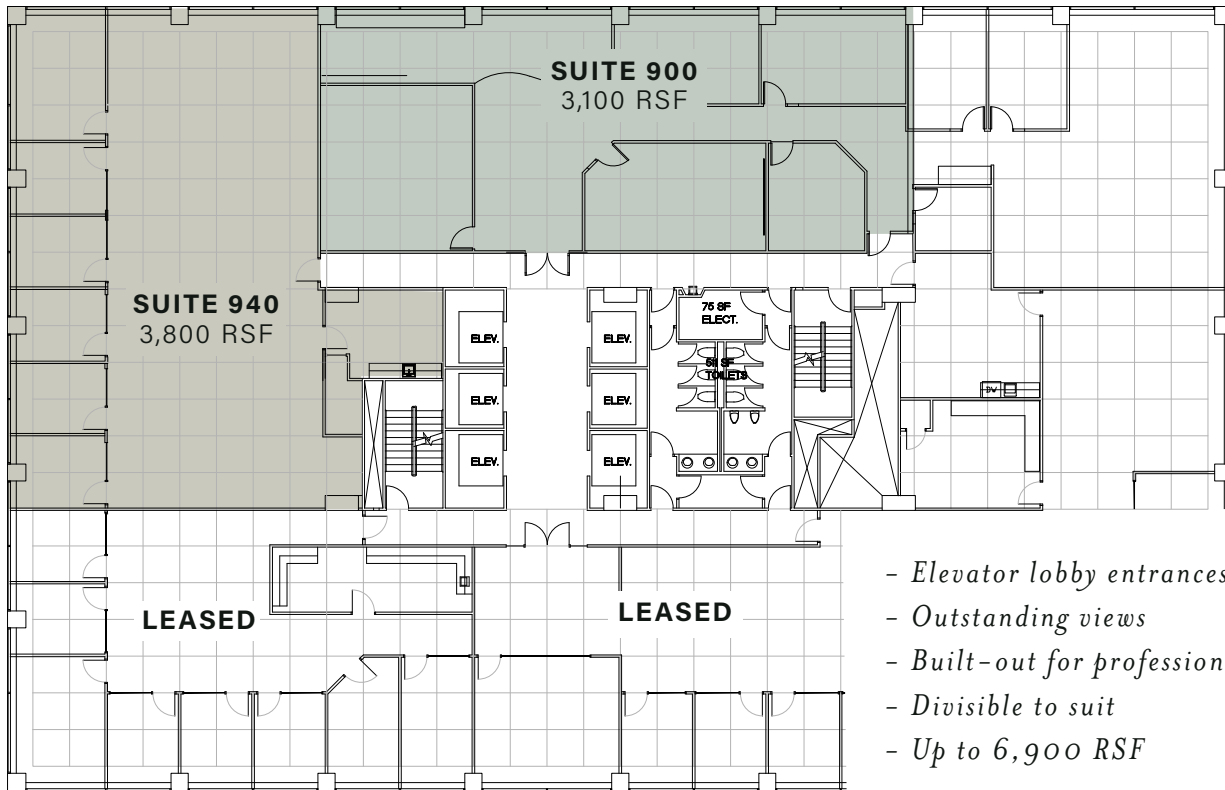 SUITE 900
3,100 RSF
SUITE 940
3,800 RSF
75 SF
ELECT.
ELEV.
ELEV.
ELEV.
ELEV.
TOILETS
ELEV.
ELEV.
DW
LEASED
LEASED
- Elevator lobby entrances
- Outstanding views
- Built-out for profession
- Divisible to suit
- Up to 6,900 RSF